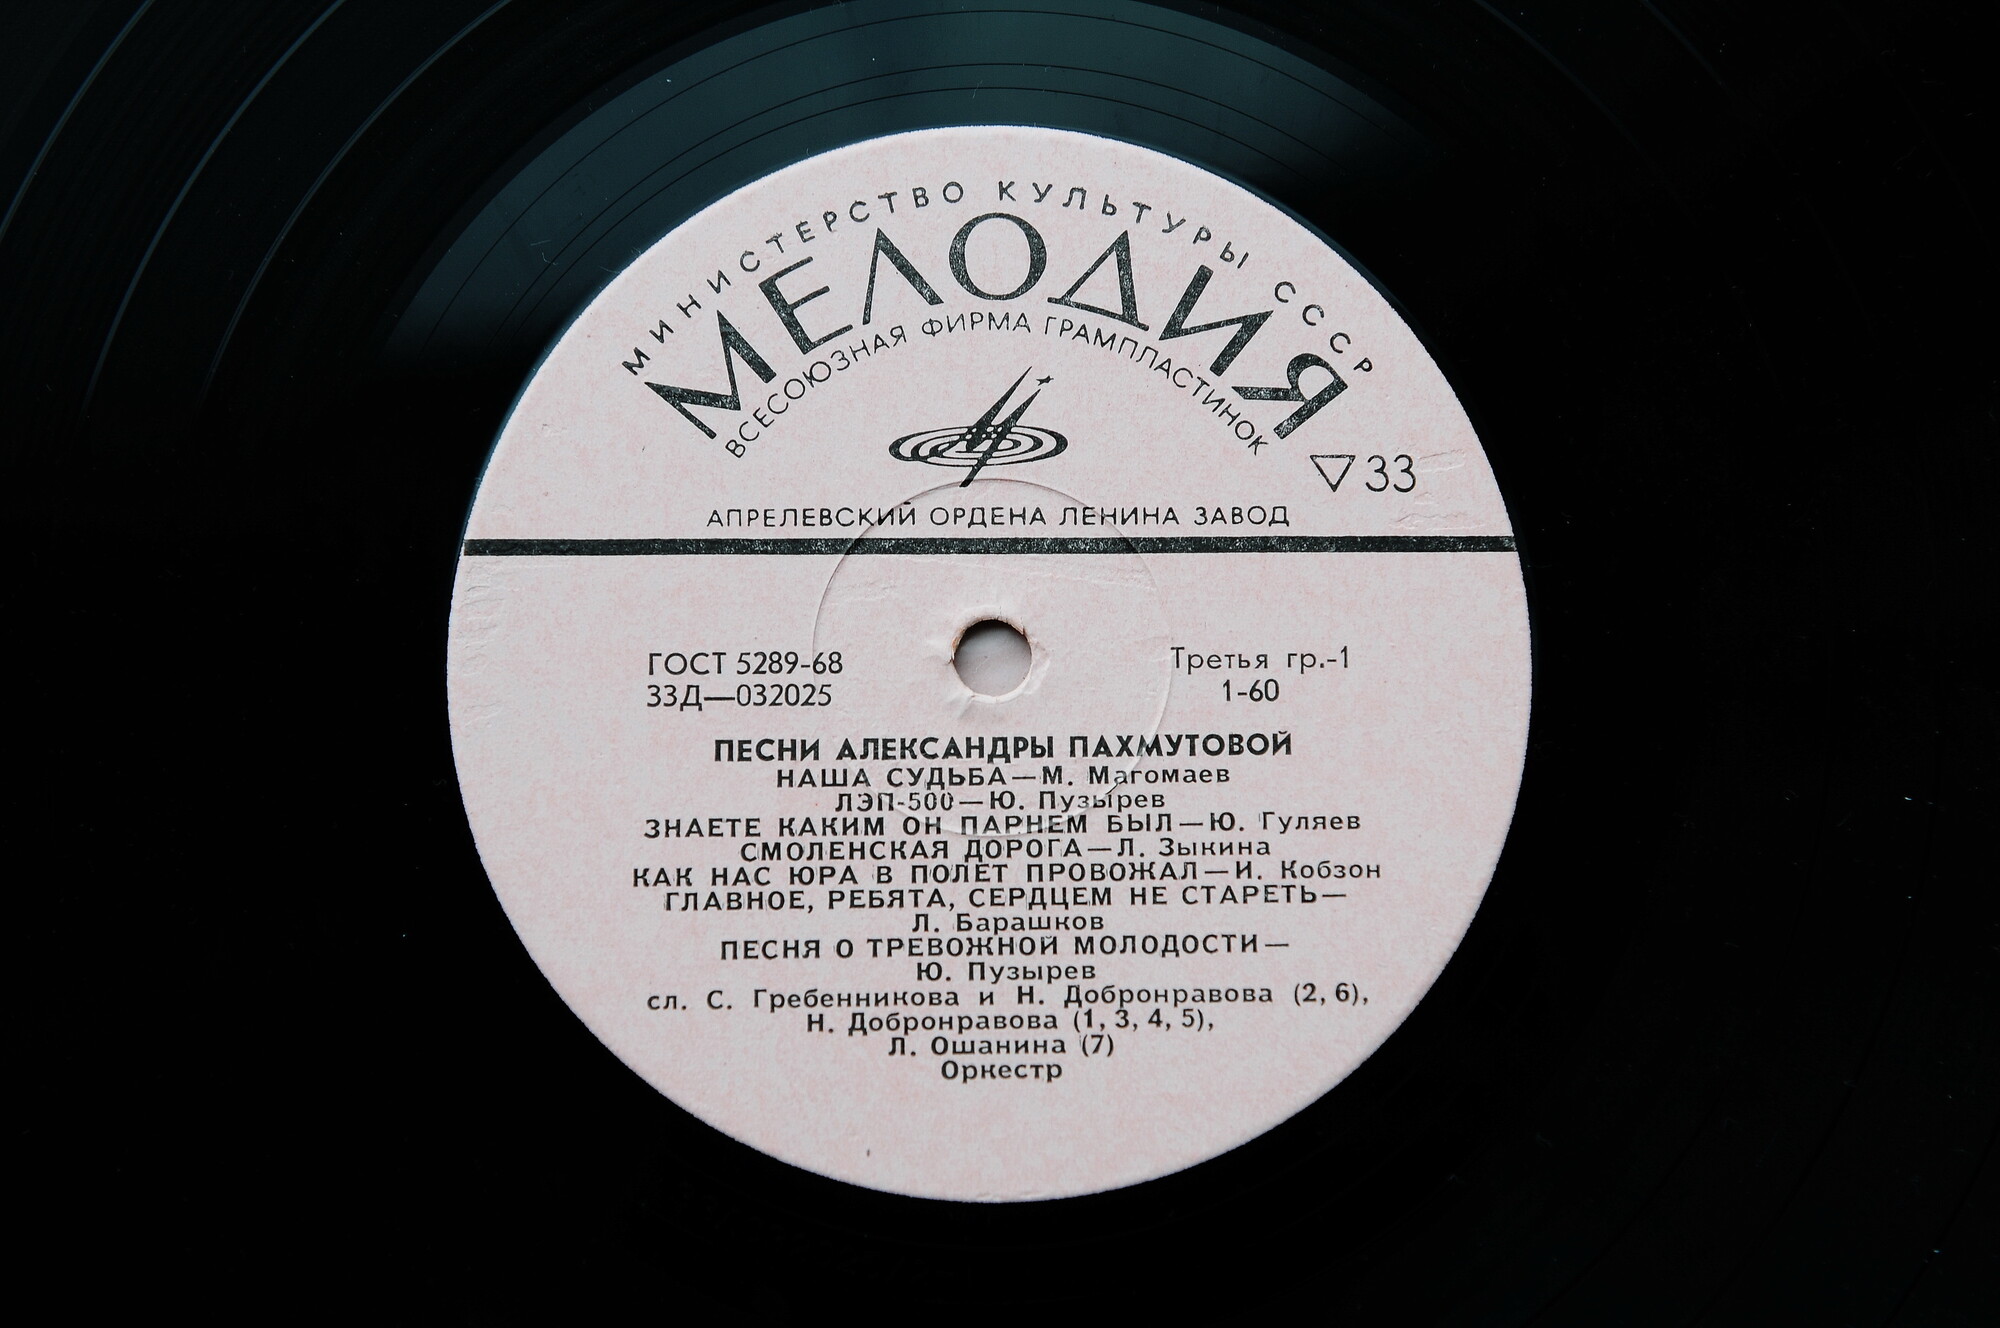 МИНИСТЕРСТВО КУЛЬТУРЫ СССР
МЕЛОДИЯ
ВСЕСОЮЗНАЯ ФИРМА ГРАМПЛАСТИНОК
▽33
АПРЕЛЕВСКИЙ ОРДЕНА ЛЕНИНА ЗАВОД
ГОСТ 5289-68
33Д—032025
Третья гр.-1
1-60
ПЕСНИ АЛЕКСАНДРЫ ПАХМУТОВОЙ
НАША СУДЬБА—М. Магомаев
ЛЭП-500—Ю. Пузырев
ЗНАЕТЕ КАКИМ ОН ПАРНЕМ БЫЛ—Ю. Гуляев
СМОЛЕНСКАЯ ДОРОГА—Л. Зыкина
КАК НАС ЮРА В ПОЛЕТ ПРОВОЖАЛ—И. Кобзон
ГЛАВНОЕ, РЕБЯТА, СЕРДЦЕМ НЕ СТАРЕТЬ—
Л. Барашков
ПЕСНЯ О ТРЕВОЖНОЙ МОЛОДОСТИ—
Ю. Пузырев
сл. С. Гребенникова и Н. Добронравова (2, 6),
Н. Добронравова (1, 3, 4, 5),
Л. Ошанина (7)
Оркестр